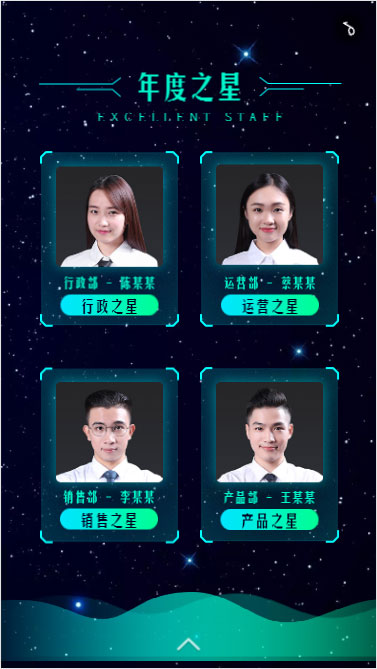 年度之星
EXCELLENT STAFF
行政部 - 陈某某
行政之星
运营部 - 蔡某某
运营之星
销售部 - 李某某
销售之星
产品部 - 王某某
产品之星